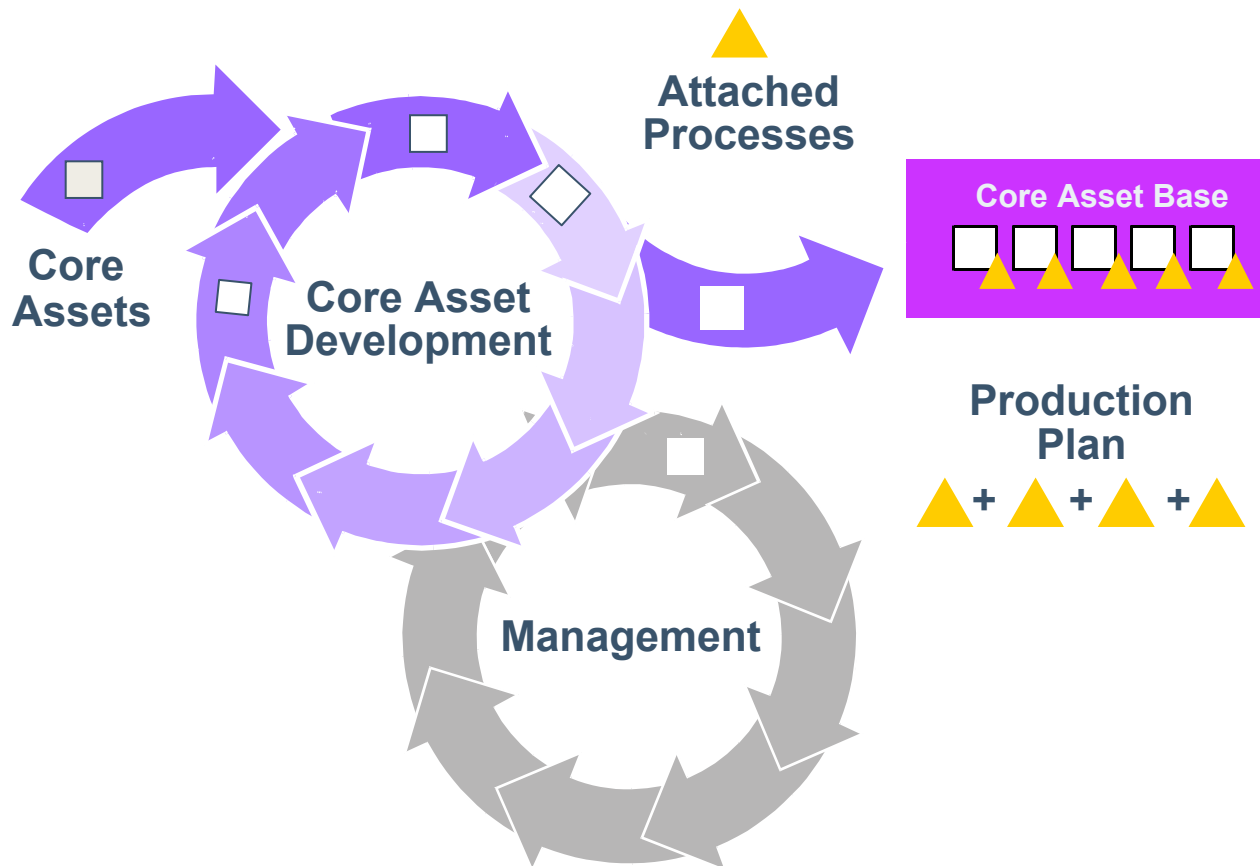 Attached
Processes
Core Asset Base
Core
Assets
Core Asset
Development
Production
Plan
+ + +
Management